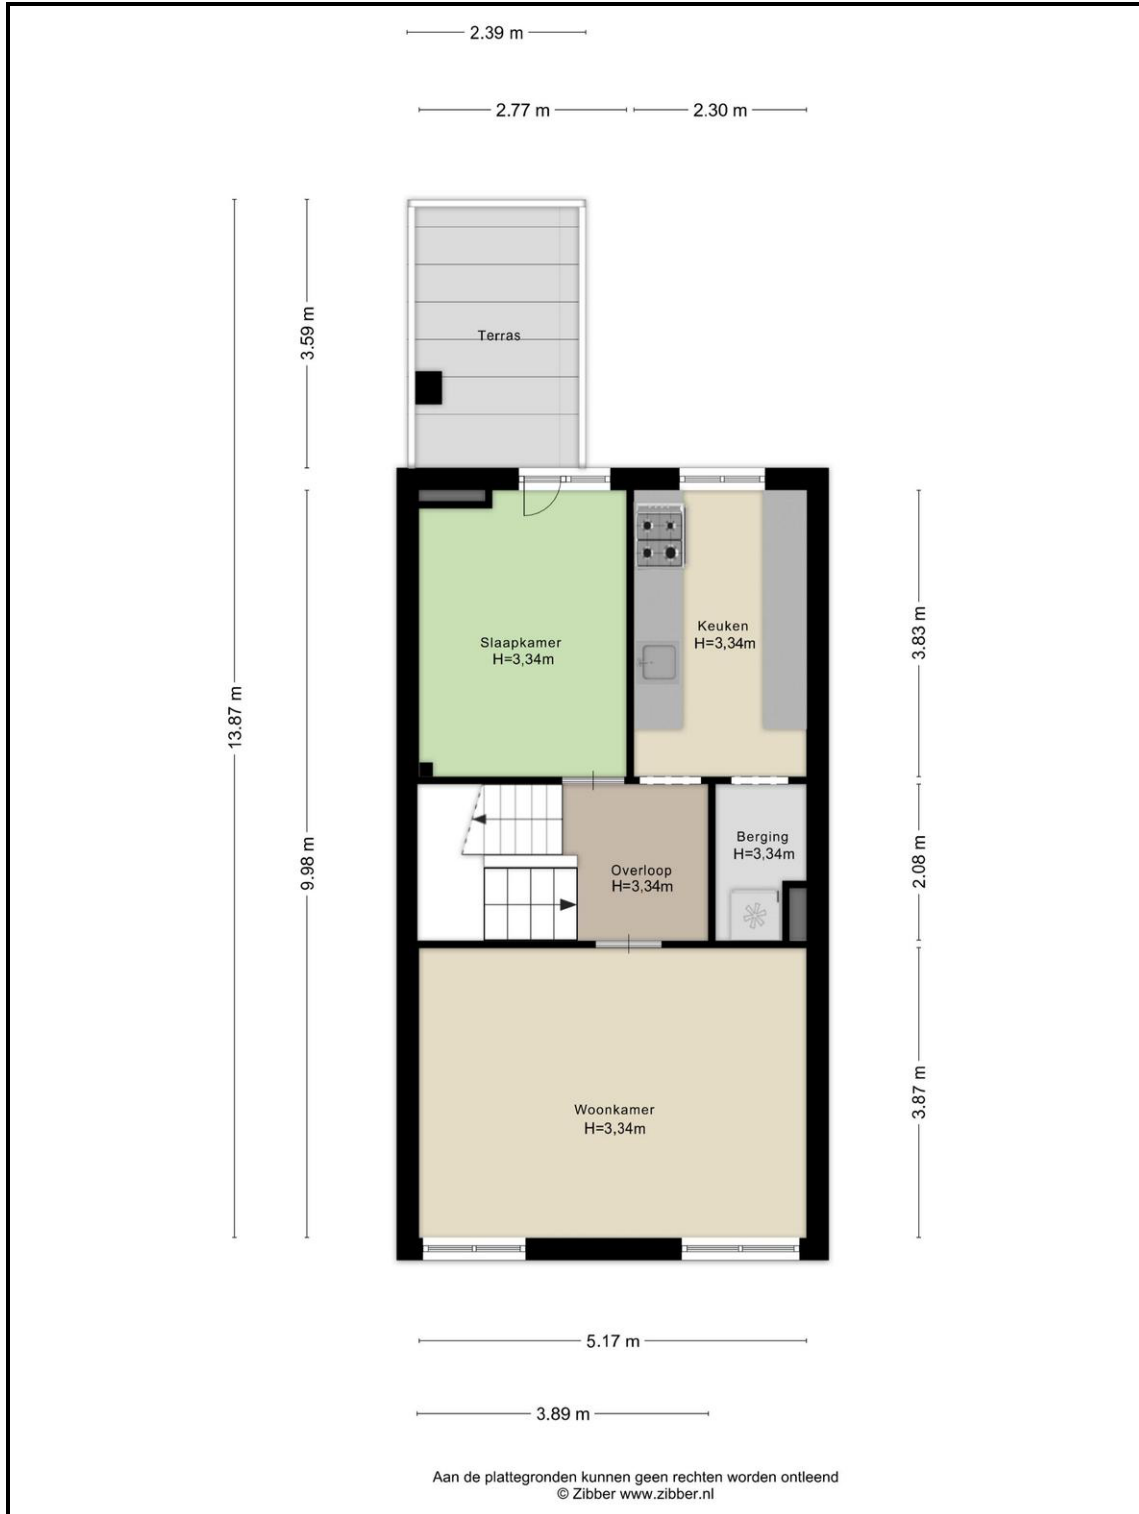 2.39 m
2.77 m
2.30 m
3.59 m
Terras
13.87 m
9.98 m
Slaapkamer
H=3,34m
Keuken
H=3,34m
3.83 m
Berging
H=3,34m
2.08 m
Overloop
H=3,34m
Woonkamer
H=3,34m
3.87 m
5.17 m
3.89 m
Aan de plattegronden kunnen geen rechten worden ontleend
© Zibber www.zibber.nl